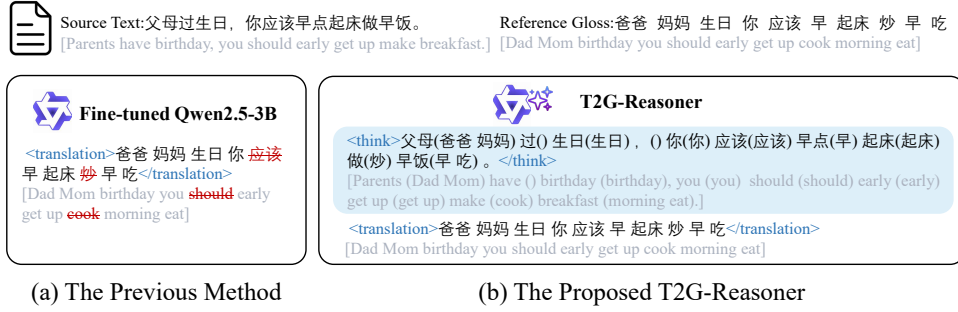 Source Text:父母过生日，你应该早点起床做早饭。
[Parents have birthday, you should early get up make breakfast.]
Reference Gloss:爸爸 妈妈 生日 你 应该 早 起床 炒 早 吃
[Dad Mom birthday you should early get up cook morning eat]
Fine-tuned Qwen2.5-3B
<translation>爸爸 妈妈 生日 你 应该
早 起床 炒 早 吃</translation>
[Dad Mom birthday you should early
get up cook morning eat]
(a) The Previous Method
T2G-Reasoner
<think>父母(爸爸 妈妈) 过() 生日(生日) ，() 你(你) 应该(应该) 早点(早) 起床(起床)
做(炒) 早饭(早 吃) 。</think>
[Parents (Dad Mom) have () birthday (birthday), you (you) should (should) early (early)
get up (get up) make (cook) breakfast (morning eat).]
<translation>爸爸 妈妈 生日 你 应该 早 起床 炒 早 吃</translation>
[Dad Mom birthday you should early get up cook morning eat]
(b) The Proposed T2G-Reasoner